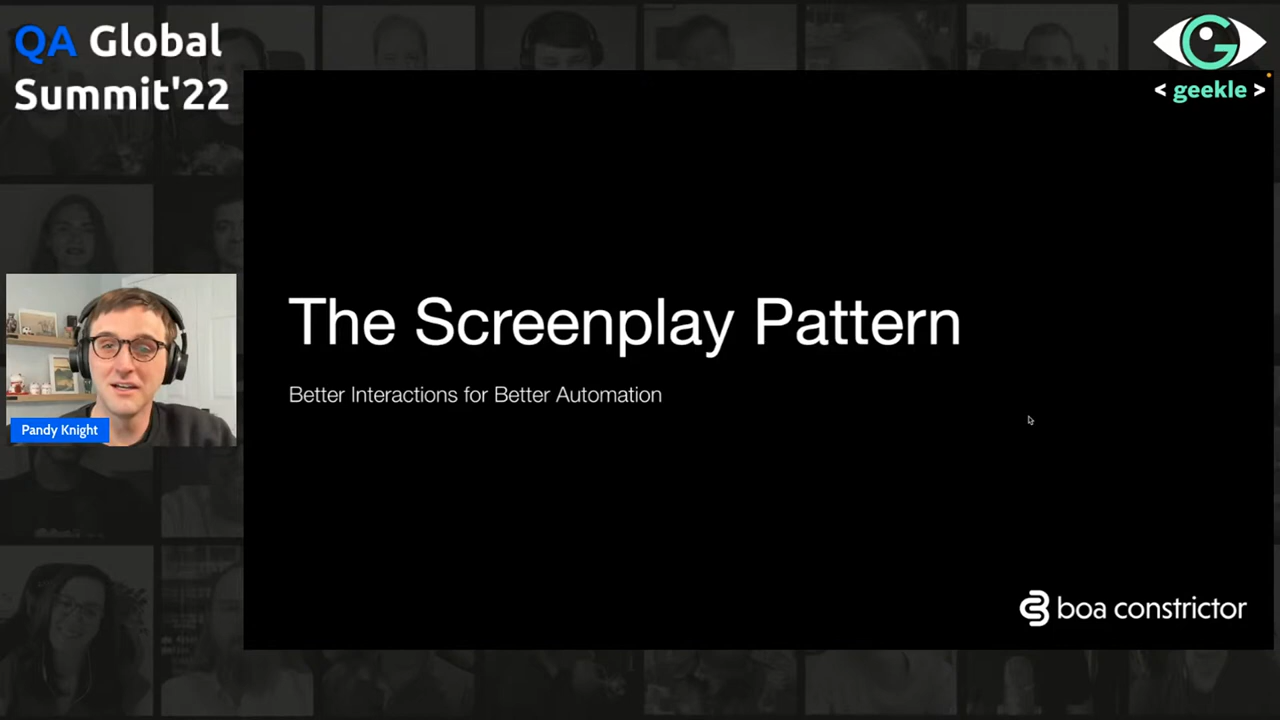 QA Global
Summit'22
< geekle >
The Screenplay Pattern
Better Interactions for Better Automation
Pandy Knight
boa constrictor